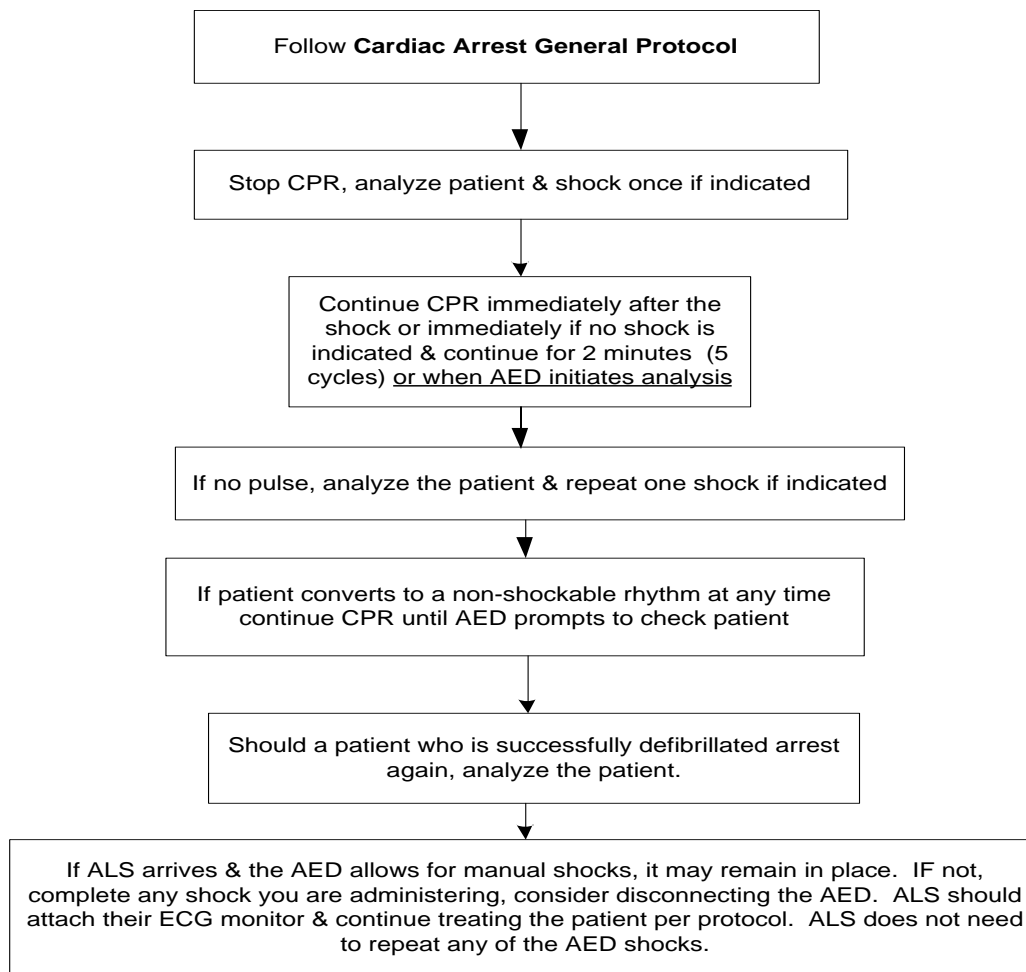 Follow Cardiac Arrest General Protocol
Stop CPR, analyze patient & shock once if indicated
Continue CPR immediately after the
shock or immediately if no shock is
indicated & continue for 2 minutes (5
cycles) or when AED initiates analysis
If no pulse, analyze the patient & repeat one shock if indicated
If patient converts to a non-shockable rhythm at any time
continue CPR until AED prompts to check patient
Should a patient who is successfully defibrillated arrest
again, analyze the patient.
If ALS arrives & the AED allows for manual shocks, it may remain in place. IF not,
complete any shock you are administering, consider disconnecting the AED. ALS should
attach their ECG monitor & continue treating the patient per protocol. ALS does not need
to repeat any of the AED shocks.